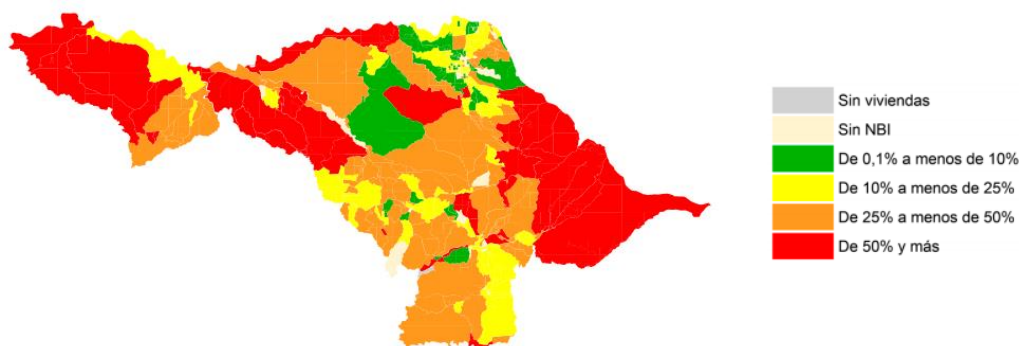 Sin viviendas
Sin NBI
De 0,1% a menos de 10%
De 10% a menos de 25%
De 25% a menos de 50%
De 50% y más